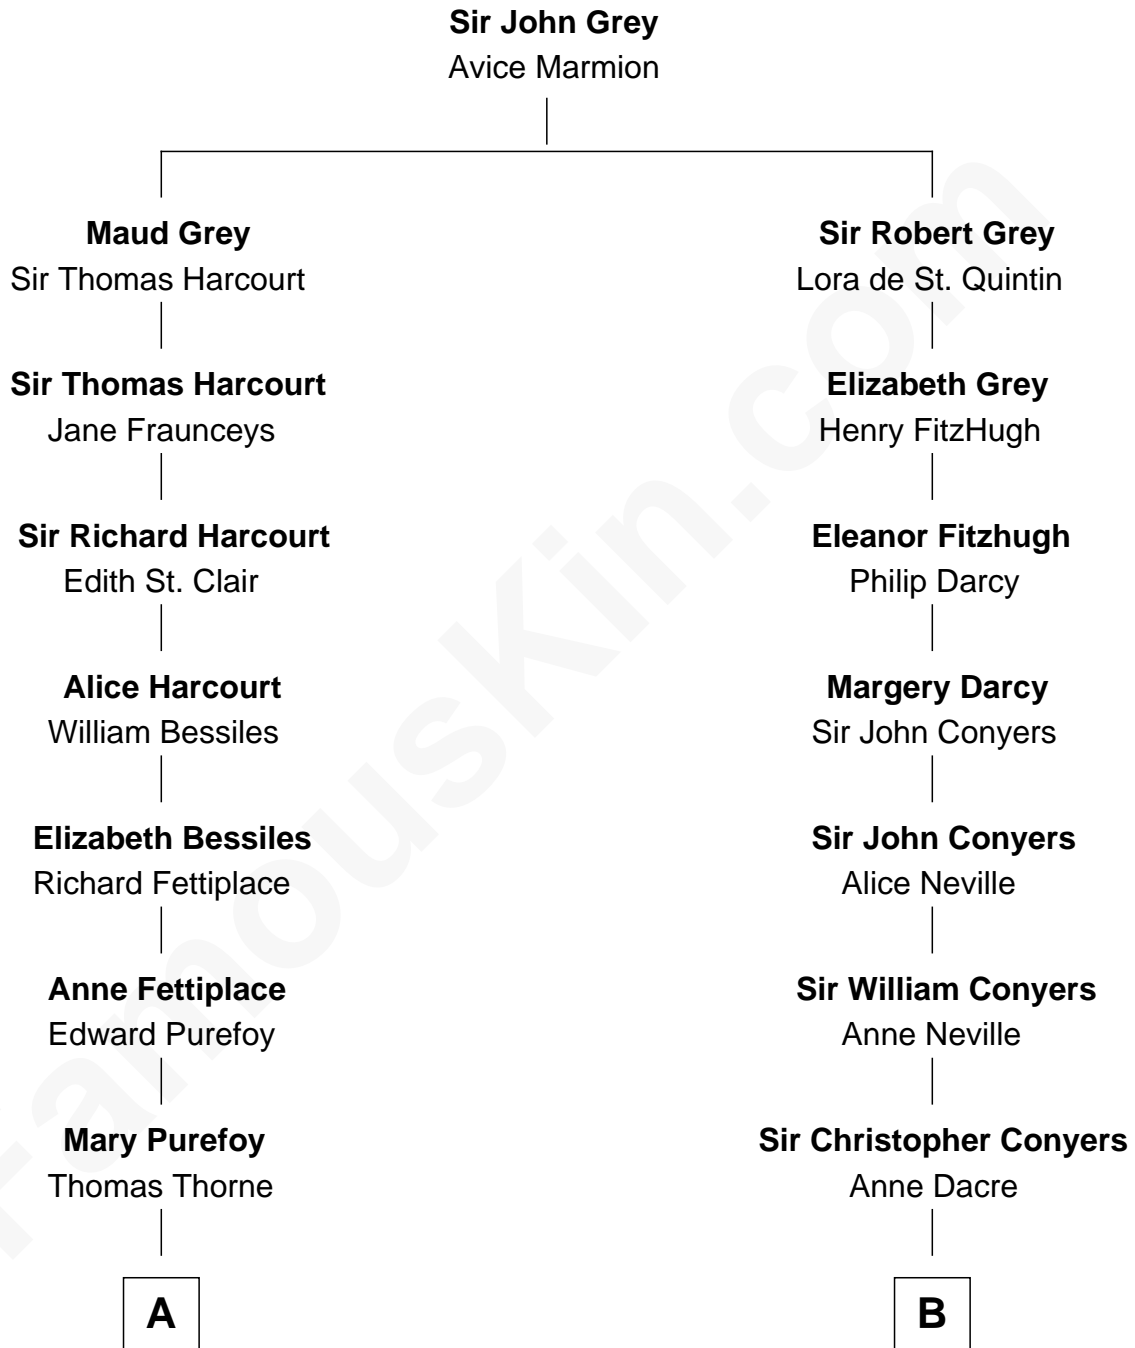 Sir John Grey
Avice Marmion
Maud Grey
Sir Thomas Harcourt
Sir Robert Grey
Lora de St. Quintin
Sir Thomas Harcourt
Jane Fraunceys
Elizabeth Grey
Henry FitzHugh
Sir Richard Harcourt
Edith St. Clair
Eleanor Fitzhugh
Philip Darcy
Alice Harcourt
William Bessiles
Margery Darcy
Sir John Conyers
Elizabeth Bessiles
Richard Fettiplace
Sir John Conyers
Alice Neville
Anne Fettiplace
Edward Purefoy
Sir William Conyers
Anne Neville
Mary Purefoy
Thomas Thorne
Sir Christopher Conyers
Anne Dacre
A
B
FamousKin.com